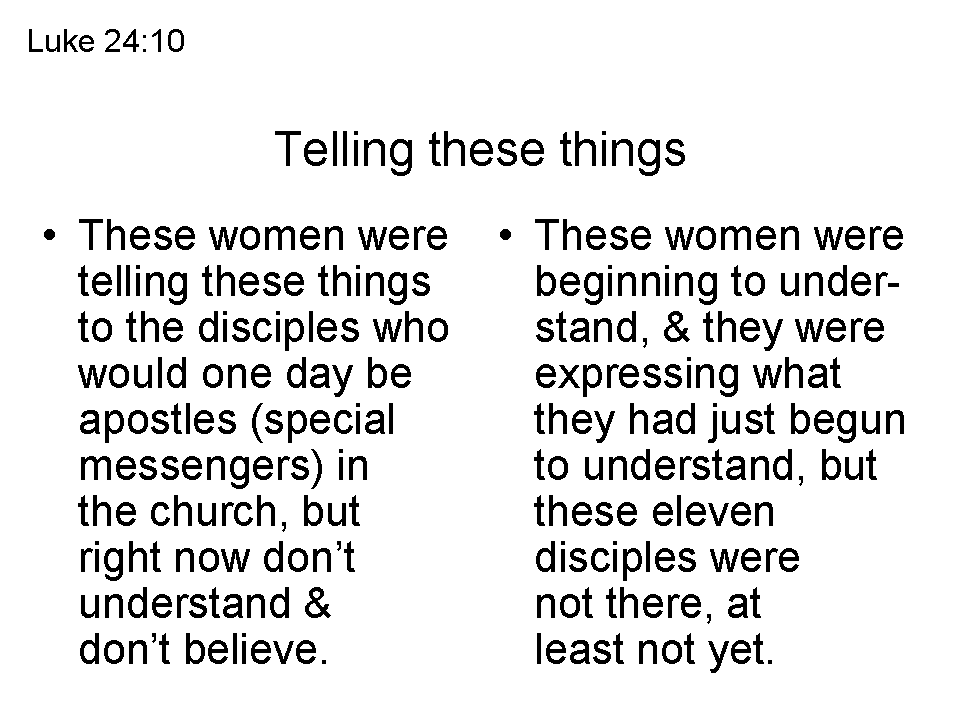 Luke 24:10
Telling these things
• These women were
telling these things
to the disciples who
would one day be
apostles (special
messengers) in
the church, but
right now don’t
understand &
don’t believe.
• These women were
beginning to under-
stand, & they were
expressing what
they had just begun
to understand, but
these eleven
disciples were
not there, at
least not yet.